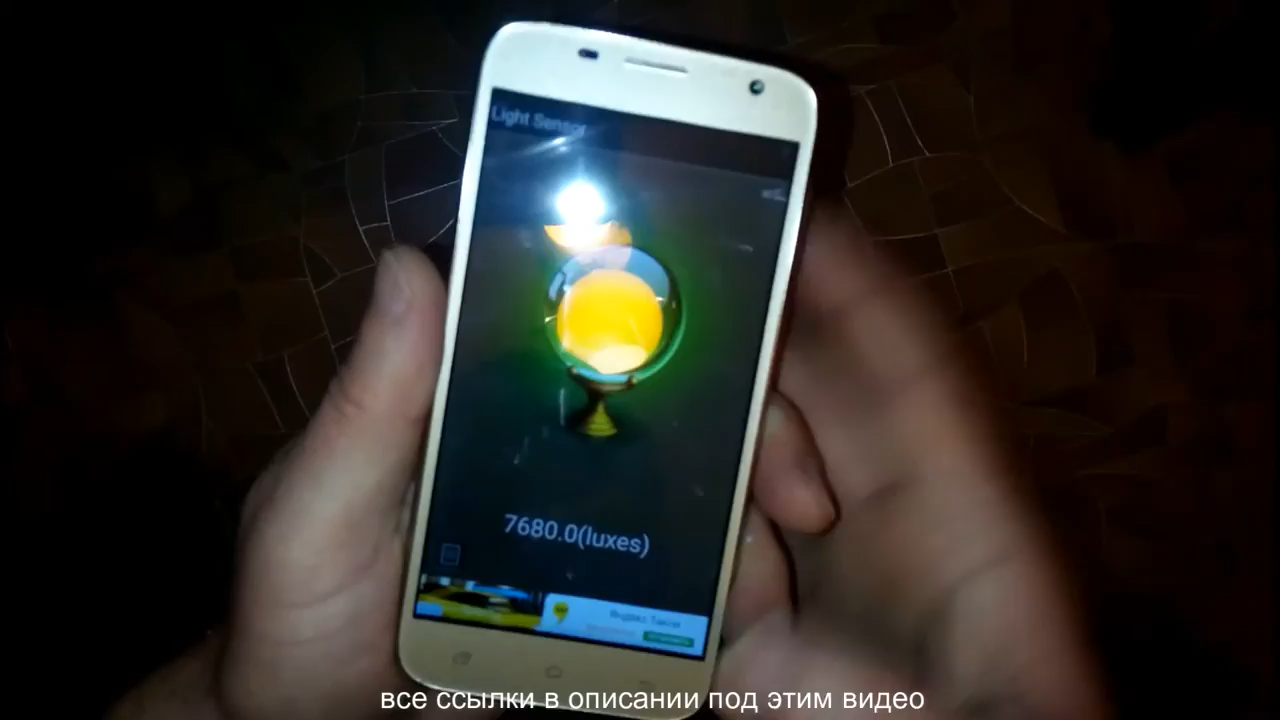 Light Sensor
7680.0(luxes)
Яндекс.Такси
все ссылки в описании под этим видео